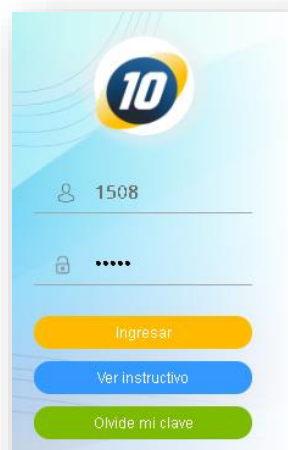 10
1508
•••••
Ingresar
Ver instructivo
Olvide mi clave